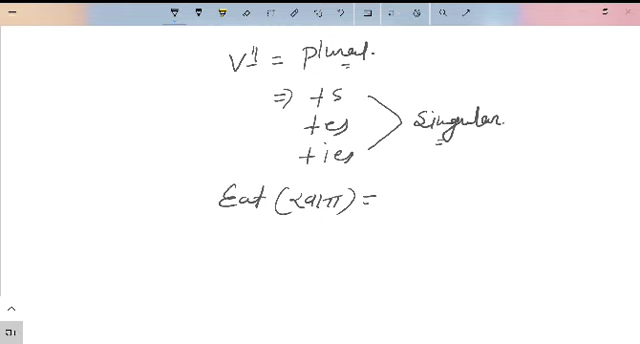 V1 = Plural.
=> + s
+ es
+ ies
Singular.
Eat (खाना) =